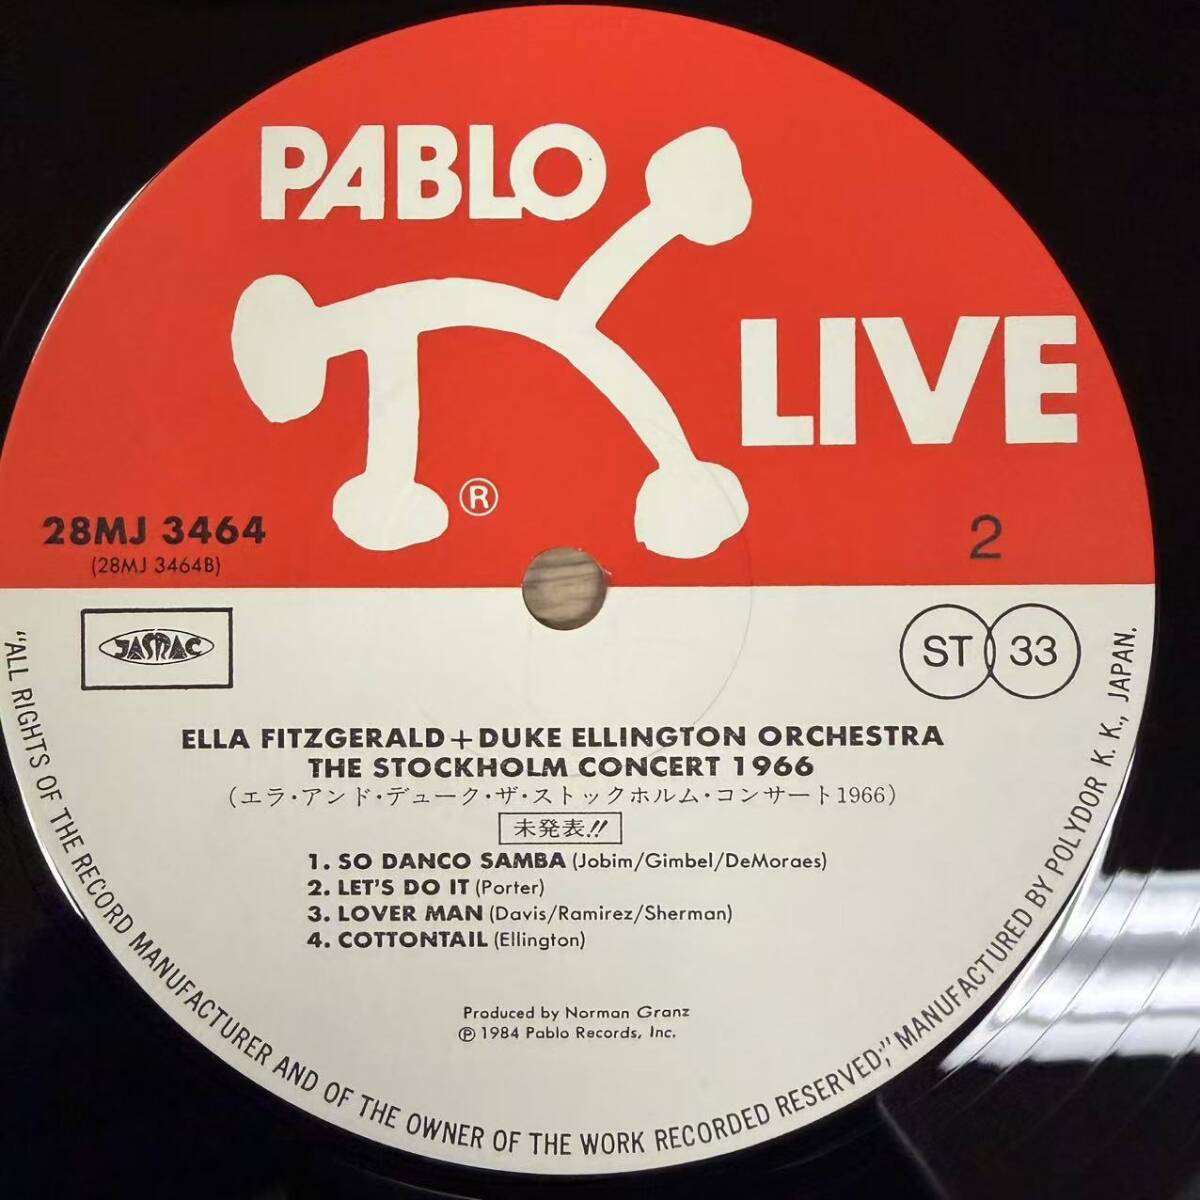 PABLO
LIVE
®
28MJ 3464
(28MJ 3464B)
2
JASRAC
ST 33
ELLA FITZGERALD + DUKE ELLINGTON ORCHESTRA
THE STOCKHOLM CONCERT 1966
(エラ・アンド・デューク・ザ・ストックホルム・コンサート1966)
未発表!!
1. SO DANCO SAMBA (Jobim/Gimbel/DeMoraes)
2. LET'S DO IT (Porter)
3. LOVER MAN (Davis/Ramirez/Sherman)
4. COTTONTAIL (Ellington)
Produced by Norman Granz
℗ 1984 Pablo Records, Inc.
"ALL RIGHTS OF THE RECORD MANUFACTURER AND OF THE OWNER OF THE WORK RECORDED RESERVED;" MANUFACTURED BY POLYDOR K. K., JAPAN.